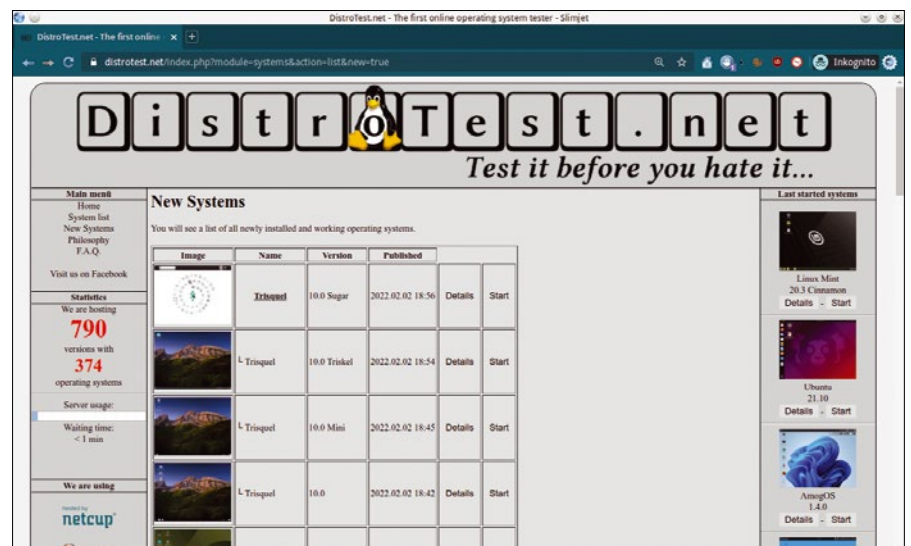 DistroTest.net - The first online operating system tester - Slimjet
DistroTest.net - The first online
distrotest.net/index.php?module=systems&action=list&new=true
Inkognito
DistroTest.net
Test it before you hate it...
Main menü
Home
System list
New Systems
Philosophy
F.A.Q.
Visit us on Facebook
Statistics
We are hosting
790
versions with
374
operating systems
Server usage:
Waiting time:
< 1 min
We are using
hosted by
netcup
New Systems
You will see a list of all newly installed and working operating systems.
Image Name Version Published
Trisquel 10.0 Sugar 2022.02.02 18:56 Details Start
└ Trisquel 10.0 Triskel 2022.02.02 18:54 Details Start
└ Trisquel 10.0 Mini 2022.02.02 18:45 Details Start
└ Trisquel 10.0 2022.02.02 18:42 Details Start
Last started systems
Linux Mint
20.3 Cinnamon
Details - Start
Ubuntu
21.10
Details - Start
AmogOS
1.4.0
Details - Start